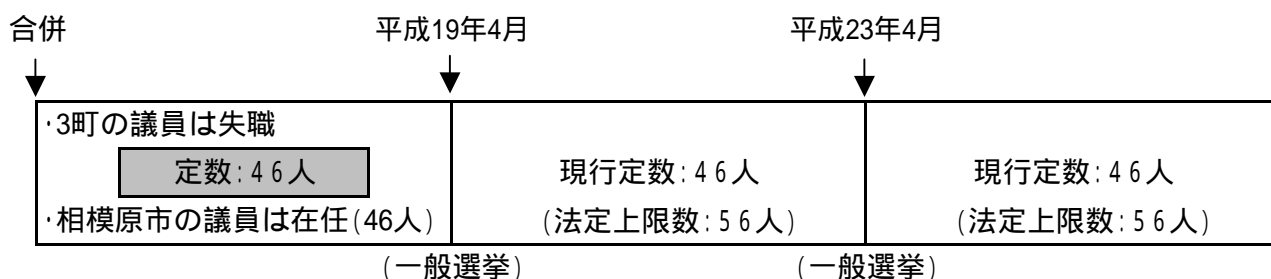 合併 平成19年4月 平成23年4月
・3町の議員は失職
定数:46人 現行定数:46人 現行定数:46人
・相模原市の議員は在任(46人) (法定上限数:56人) (法定上限数:56人)
(一般選挙) (一般選挙)